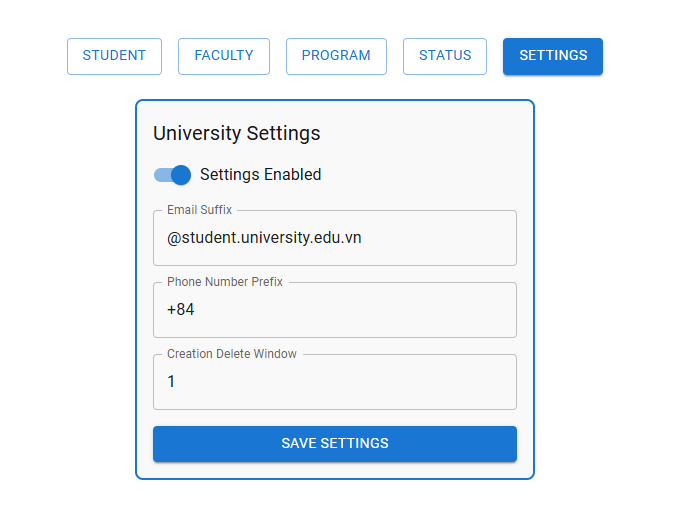 STUDENT FACULTY PROGRAM STATUS SETTINGS
University Settings
Settings Enabled
Email Suffix
@student.university.edu.vn
Phone Number Prefix
+84
Creation Delete Window
1
SAVE SETTINGS